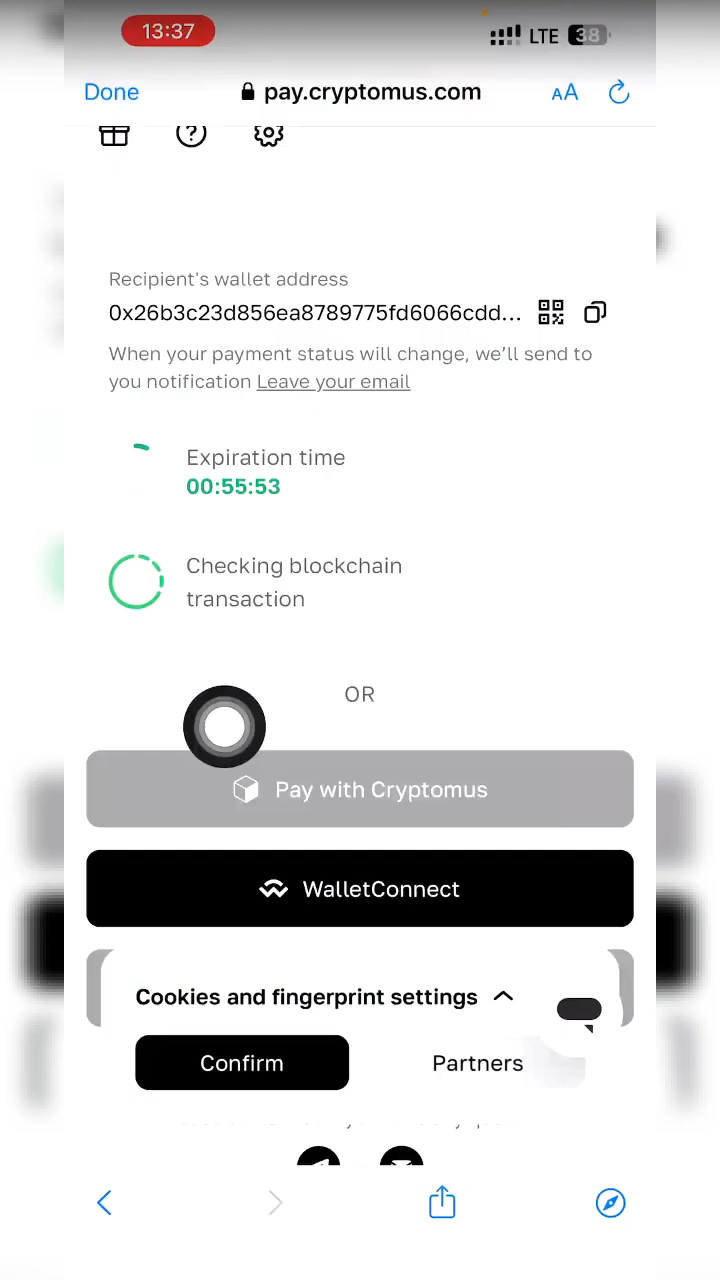 13:37
LTE 38
Done
pay.cryptomus.com
AA
Recipient's wallet address
0x26b3c23d856ea8789775fd6066cdd...
When your payment status will change, we’ll send to
you notification Leave your email
Expiration time
00:55:53
Checking blockchain
transaction
OR
Pay with Cryptomus
WalletConnect
Cookies and fingerprint settings
Confirm
Partners